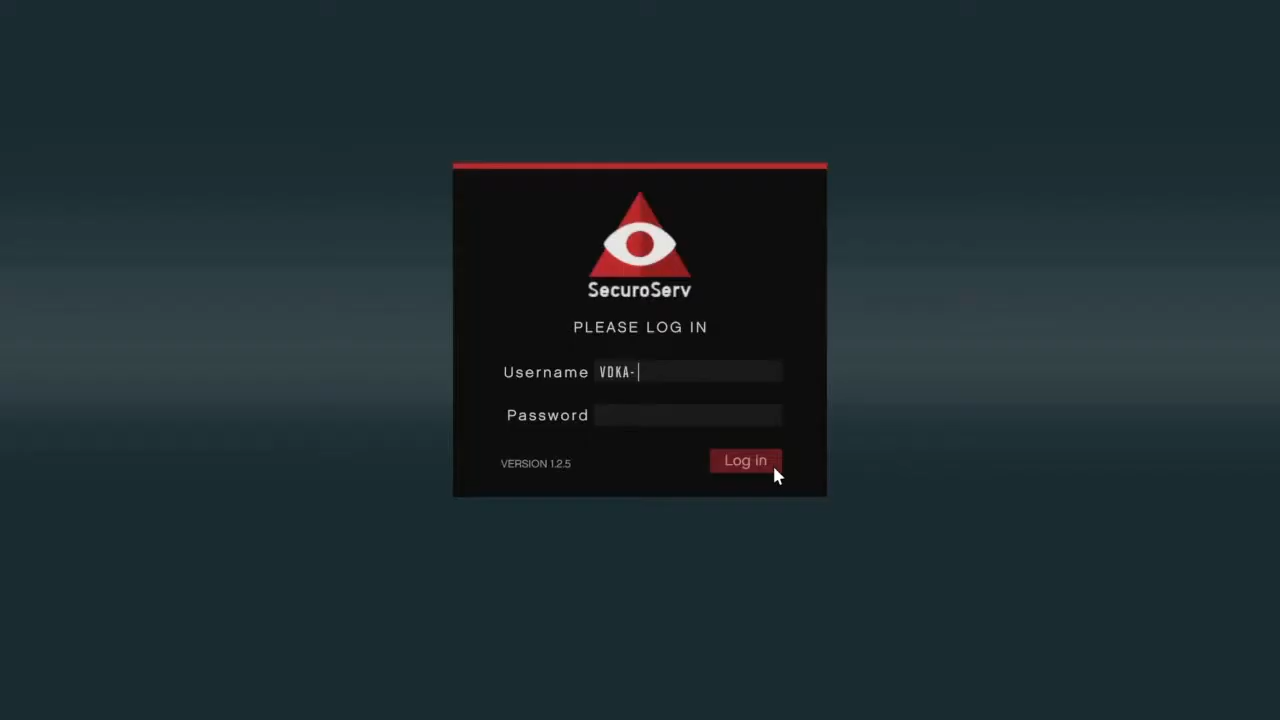 SecuroServ
PLEASE LOG IN
Username VDKA-
Password
VERSION 1.2.5 Log in